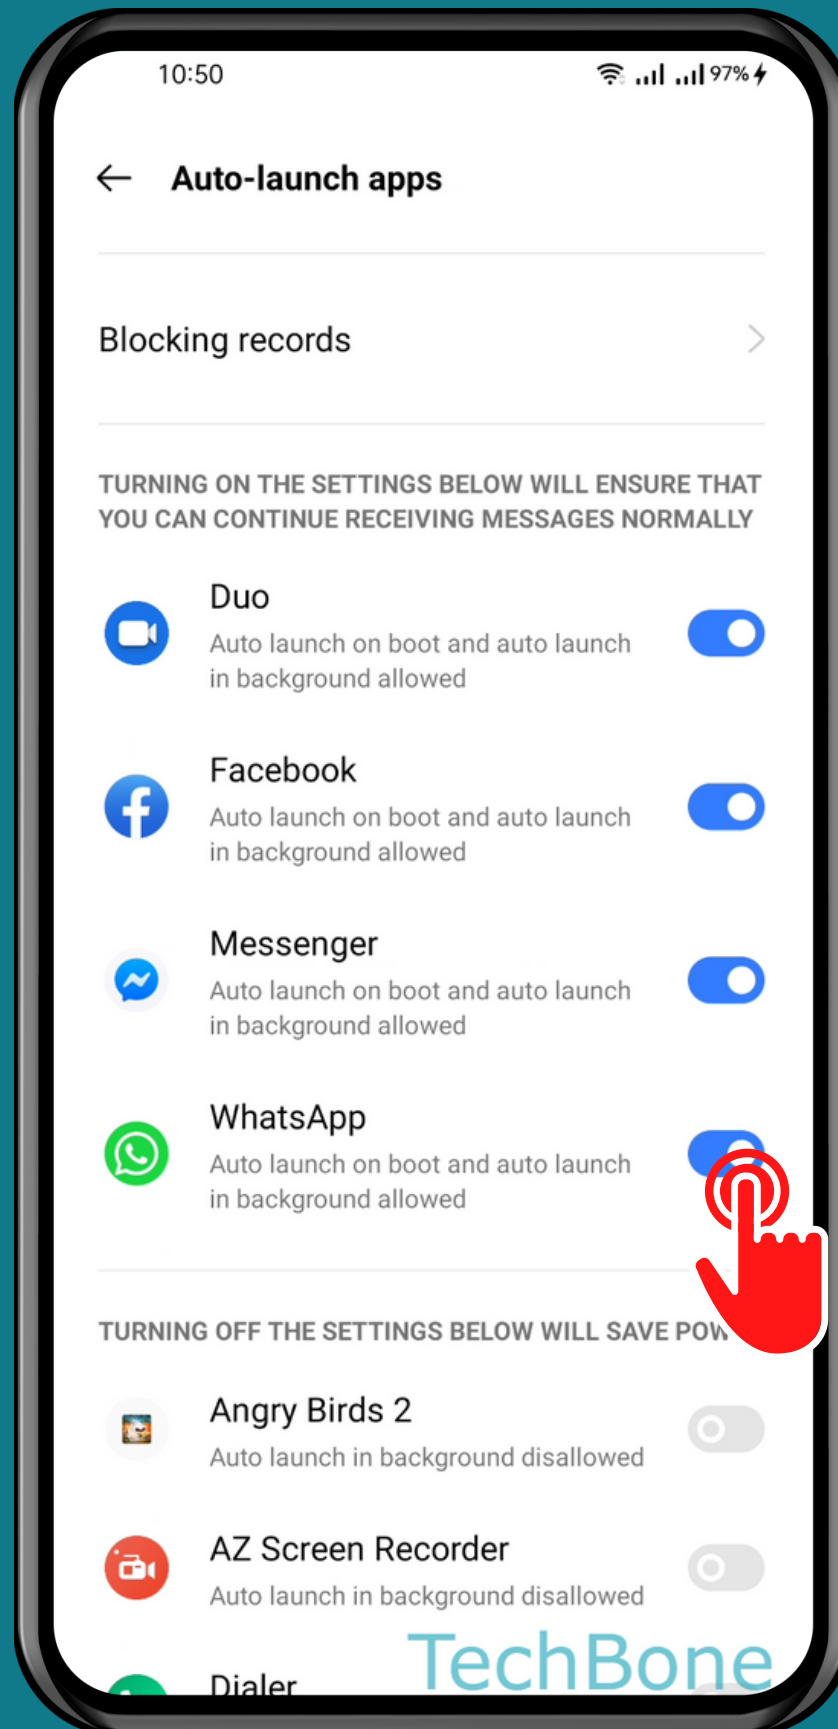 10:50
97%
Auto-launch apps
Blocking records
TURNING ON THE SETTINGS BELOW WILL ENSURE THAT
YOU CAN CONTINUE RECEIVING MESSAGES NORMALLY
Duo
Auto launch on boot and auto launch
in background allowed
Facebook
Auto launch on boot and auto launch
in background allowed
Messenger
Auto launch on boot and auto launch
in background allowed
WhatsApp
Auto launch on boot and auto launch
in background allowed
TURNING OFF THE SETTINGS BELOW WILL SAVE POW
Angry Birds 2
Auto launch in background disallowed
AZ Screen Recorder
Auto launch in background disallowed
TechBone
Dialer